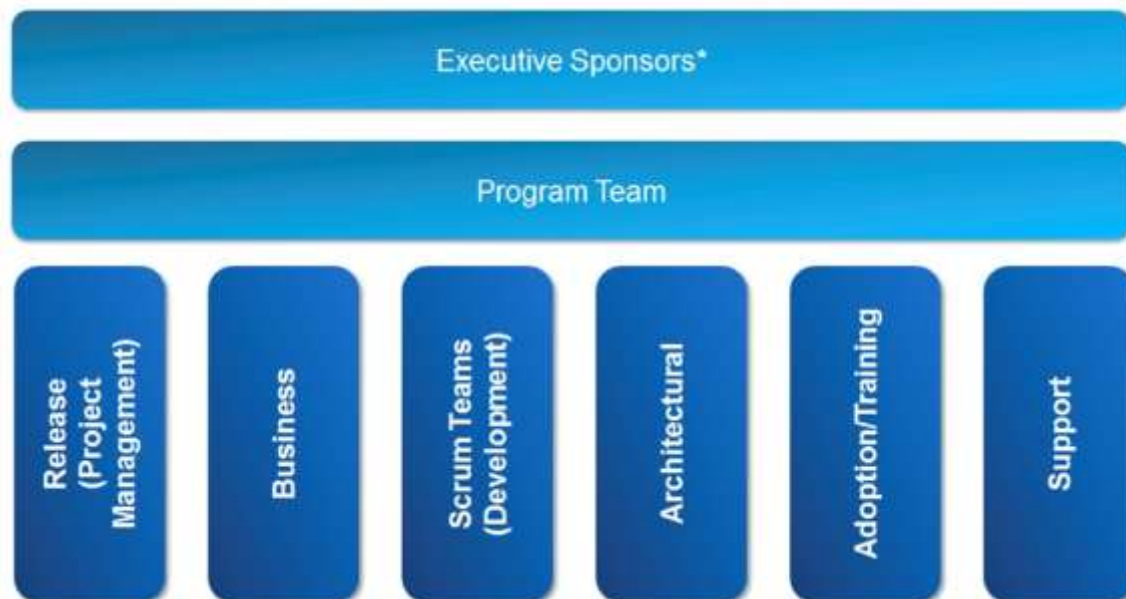 Executive Sponsors*
Program Team
Release
(Project
Management)
Business
Scrum Teams
(Development)
Architectural
Adoption/Training
Support